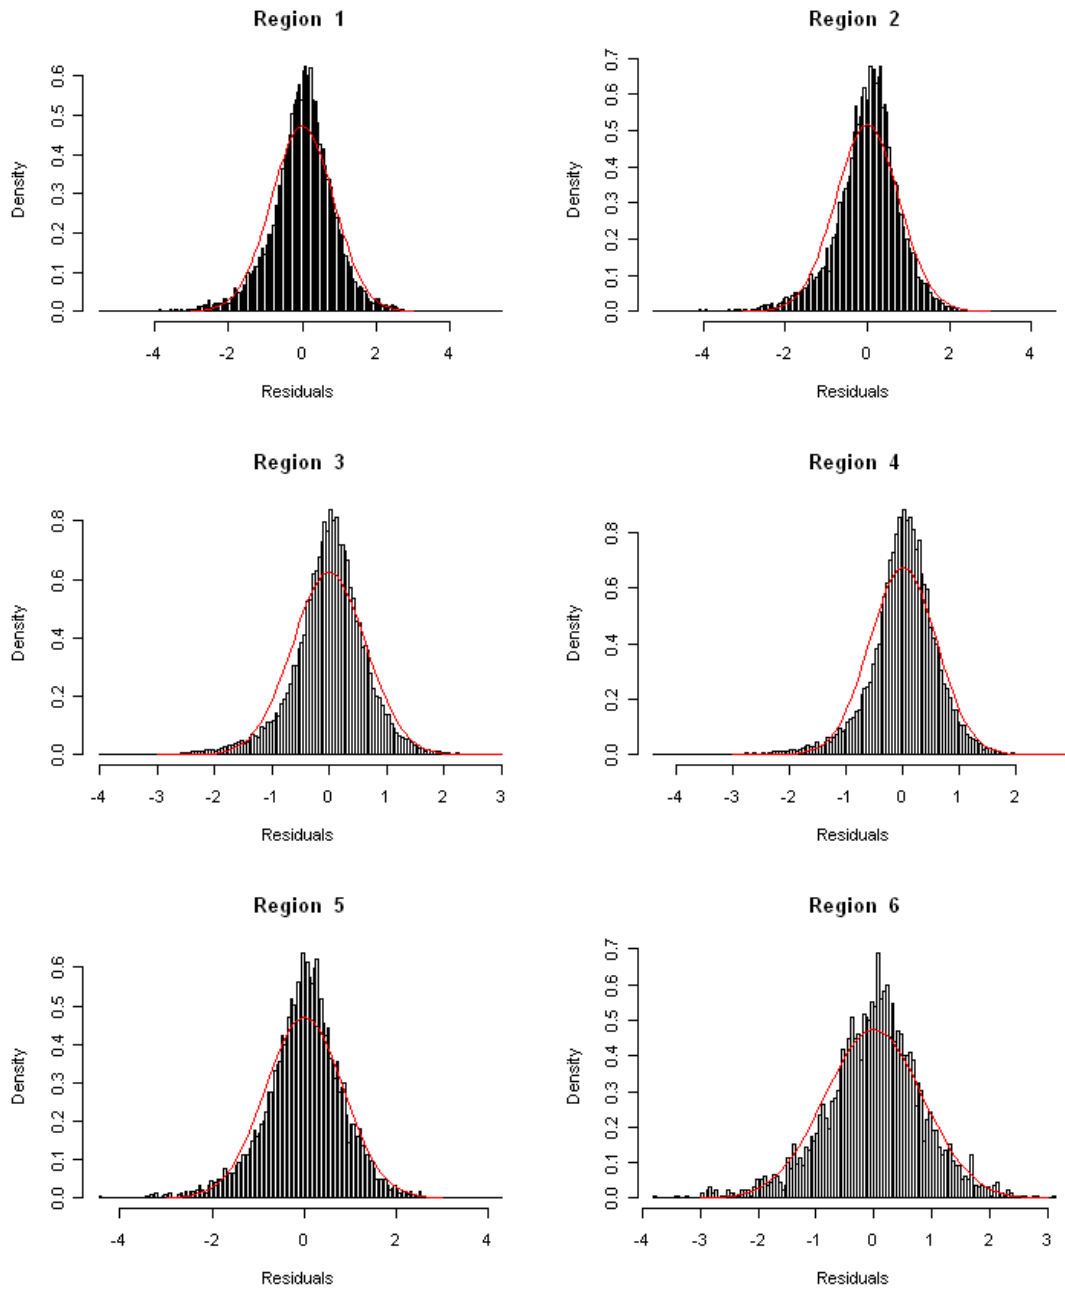 Region 1
Density
0.0 0.1 0.2 0.3 0.4 0.5 0.6
-4 -2 0 2 4
Residuals
Region 2
Density
0.0 0.1 0.2 0.3 0.4 0.5 0.6 0.7
-4 -2 0 2 4
Residuals
Region 3
Density
0.0 0.2 0.4 0.6 0.8
-4 -3 -2 -1 0 1 2 3
Residuals
Region 4
Density
0.0 0.2 0.4 0.6 0.8
-4 -3 -2 -1 0 1 2
Residuals
Region 5
Density
0.0 0.1 0.2 0.3 0.4 0.5 0.6
-4 -2 0 2 4
Residuals
Region 6
Density
0.0 0.1 0.2 0.3 0.4 0.5 0.6 0.7
-4 -3 -2 -1 0 1 2 3
Residuals